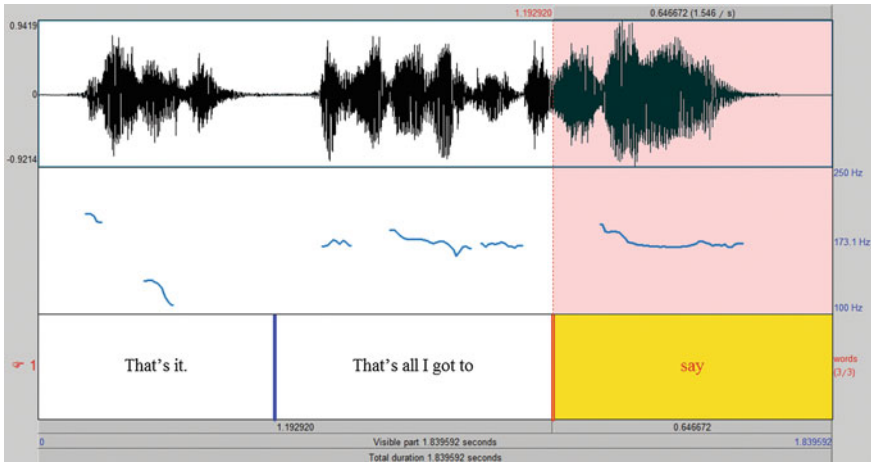 1.192920 0.646672 (1.546 / s)
0.9419
0
-0.9214
250 Hz
173.1 Hz
100 Hz
1 That's it. That's all I got to say words
(3/3)
1.192920 0.646672
0 Visible part 1.839592 seconds 1.839592
Total duration 1.839592 seconds